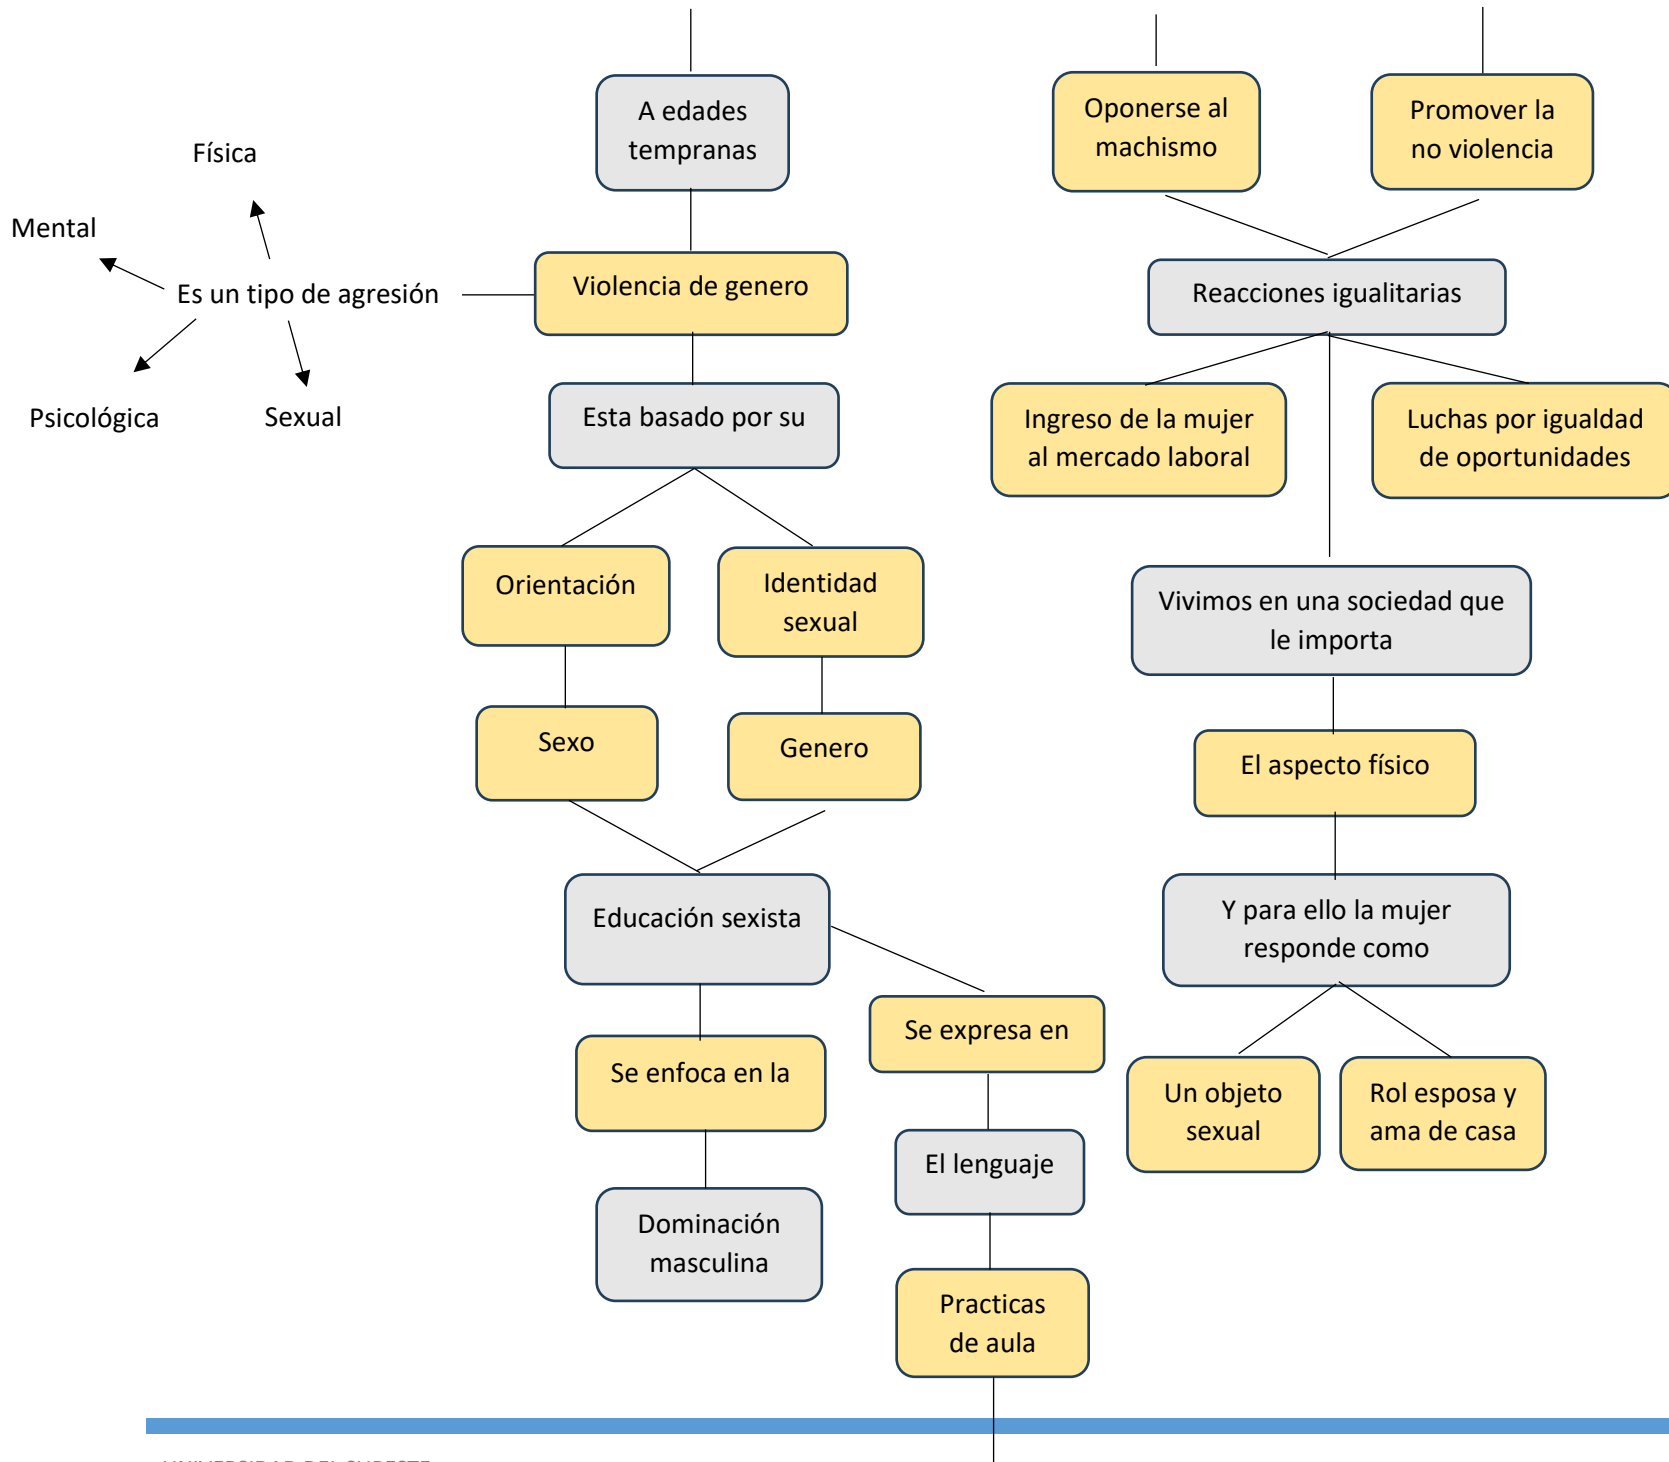 A edades
tempranas
Física
Mental
Es un tipo de agresión
Psicológica
Sexual
Violencia de genero
Esta basado por su
Orientación
Identidad
sexual
Sexo
Genero
Educación sexista
Se enfoca en la
Dominación
masculina
Se expresa en
El lenguaje
Practicas
de aula
Oponerse al
machismo
Promover la
no violencia
Reacciones igualitarias
Ingreso de la mujer
al mercado laboral
Luchas por igualdad
de oportunidades
Vivimos en una sociedad que
le importa
El aspecto físico
Y para ello la mujer
responde como
Un objeto
sexual
Rol esposa y
ama de casa